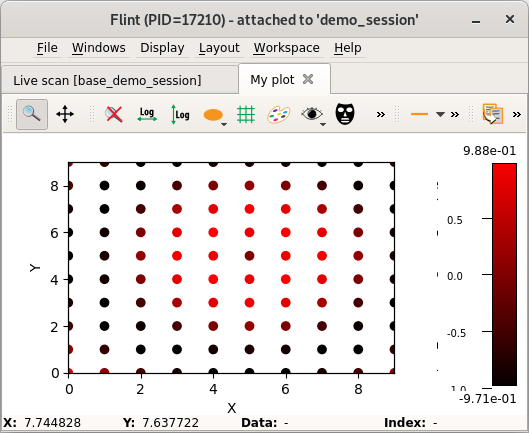 Flint (PID=17210) - attached to 'demo_session'
File Windows Display Layout Workspace Help
Live scan [base_demo_session] My plot
Log Log » »
9.88e-01
8
6
4
2
0
Y
0 2 4 6 8
X
0.5
0.0
-0.5
-9.71e-01
X: 7.744828 Y: 7.637722 Data: - Index: -